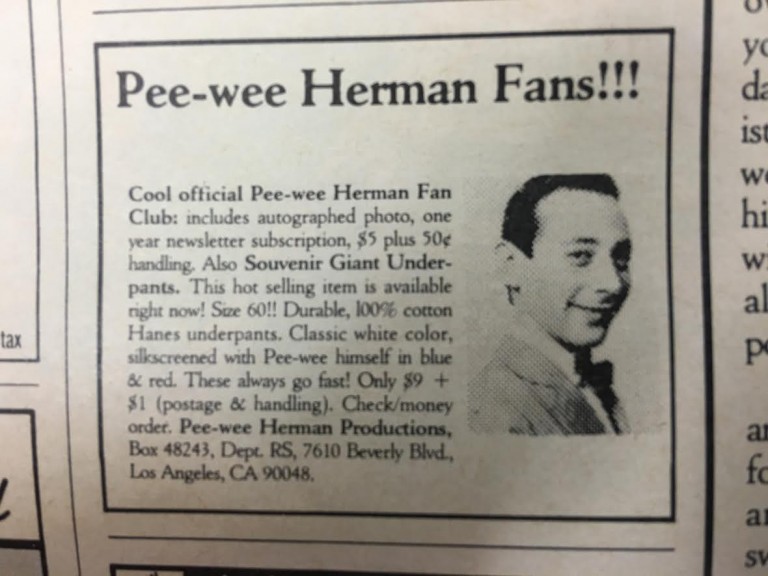 Pee-wee Herman Fans!!!
Cool official Pee-wee Herman Fan
Club: includes autographed photo, one
year newsletter subscription, $5 plus 50¢
handling. Also Souvenir Giant Under-
pants. This hot selling item is available
right now! Size 60!! Durable, 100% cotton
Hanes underpants. Classic white color,
silkscreened with Pee-wee himself in blue
& red. These always go fast! Only $9 +
$1 (postage & handling). Check/money
order. Pee-wee Herman Productions,
Box 48243, Dept. RS, 7610 Beverly Blvd.,
Los Angeles, CA 90048.
tax